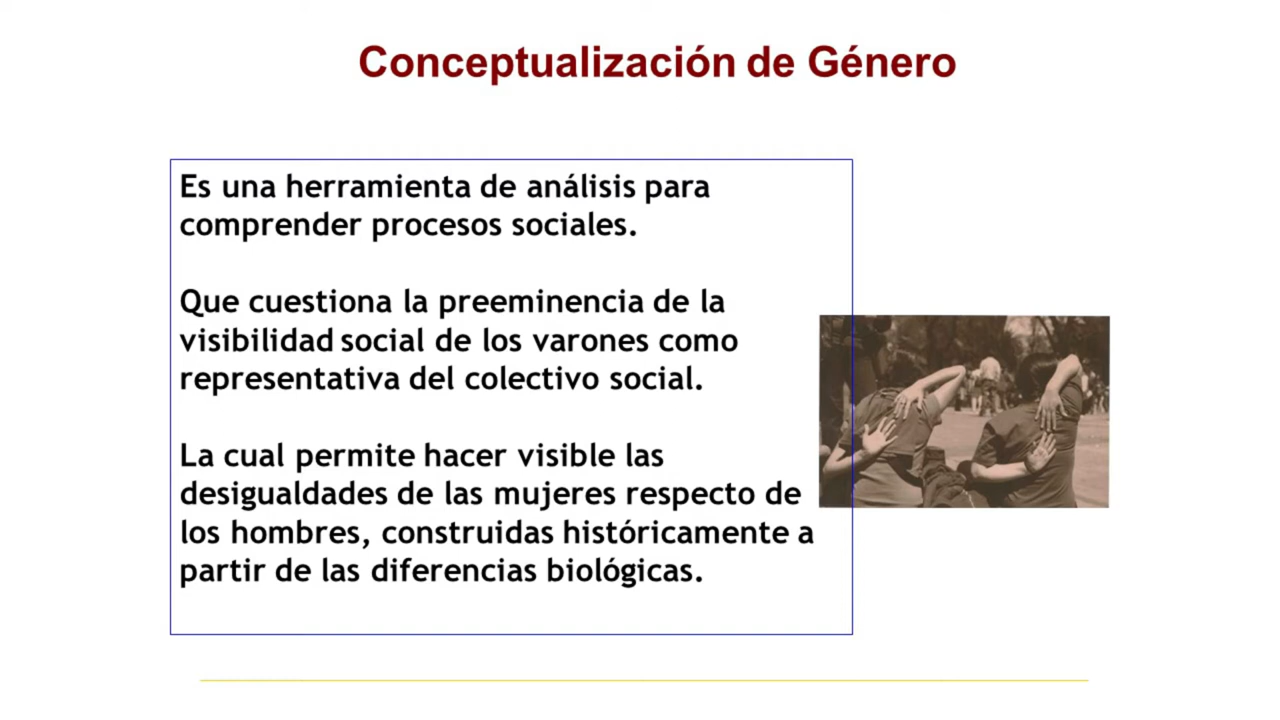 Conceptualización de Género
Es una herramienta de análisis para
comprender procesos sociales.
Que cuestiona la preeminencia de la
visibilidad social de los varones como
representativa del colectivo social.
La cual permite hacer visible las
desigualdades de las mujeres respecto de
los hombres, construidas históricamente a
partir de las diferencias biológicas.